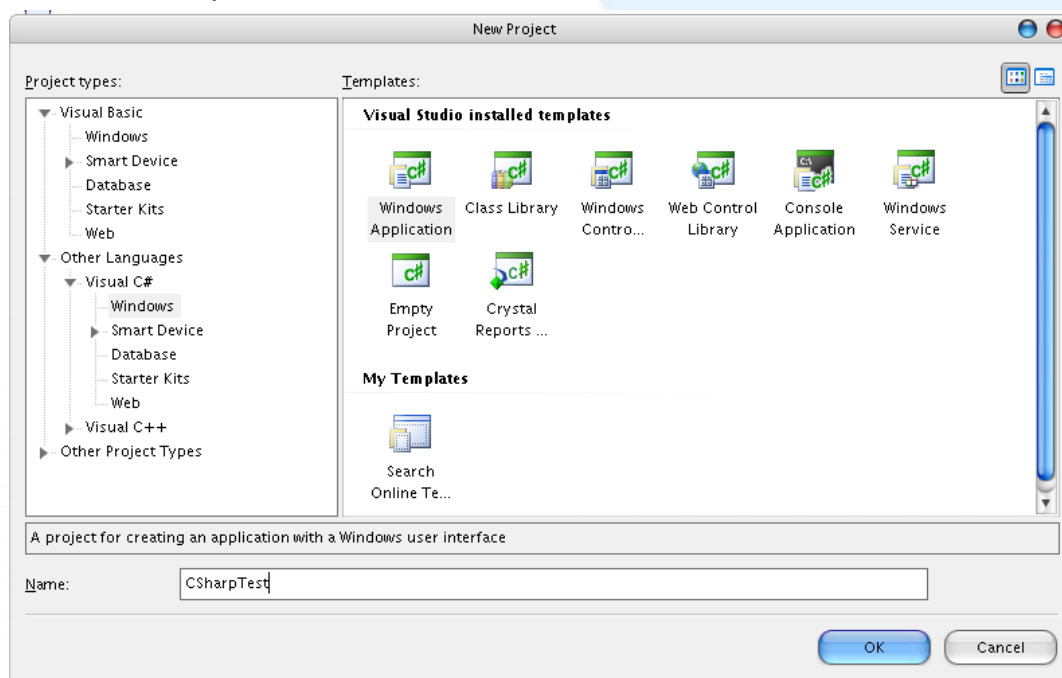 New Project
Project types:
Templates:
Visual Basic
Windows
Smart Device
Database
Starter Kits
Web
Other Languages
Visual C#
Windows
Smart Device
Database
Starter Kits
Web
Visual C++
Other Project Types
Visual Studio installed templates
Windows Application
Class Library
Windows Contro...
Web Control Library
Console Application
Windows Service
Empty Project
Crystal Reports ...
My Templates
Search Online Te...
A project for creating an application with a Windows user interface
Name:
CSharpTest
OK
Cancel